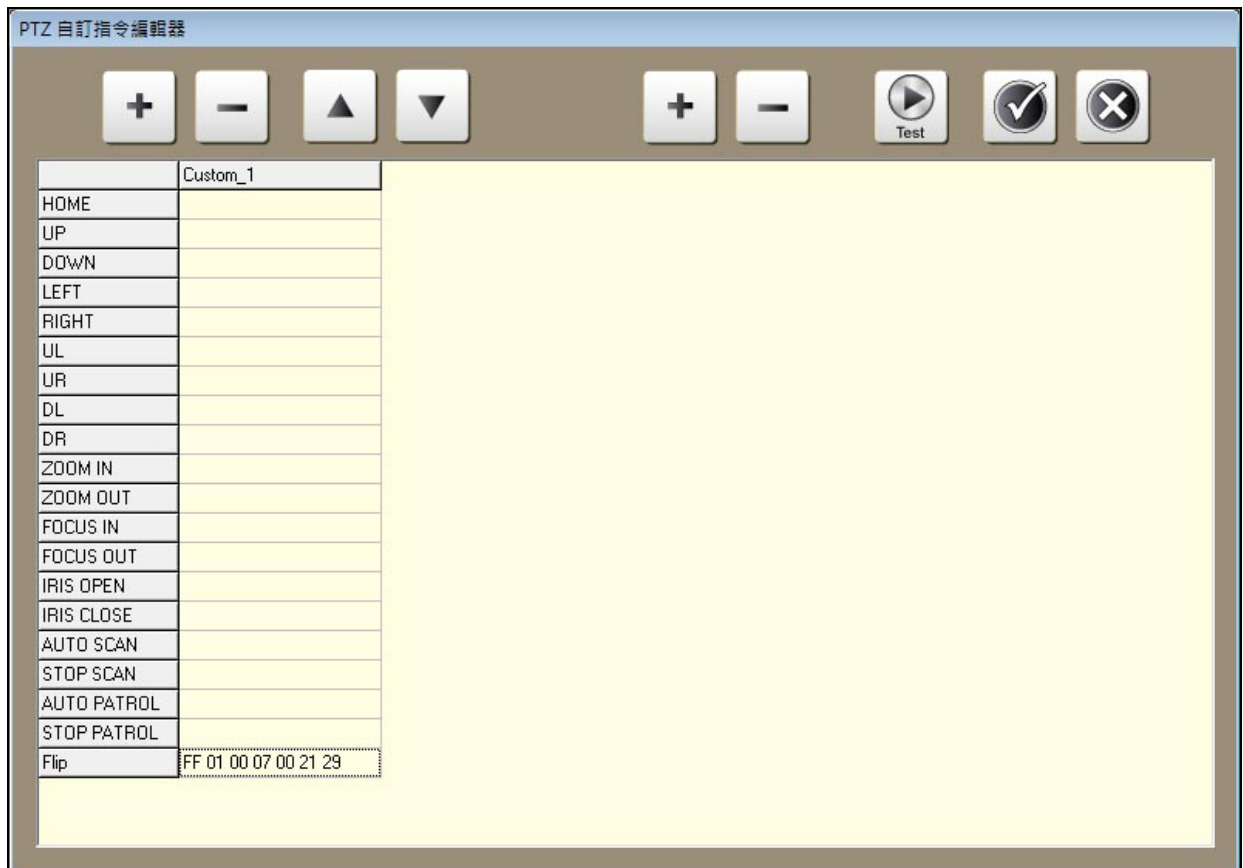 PTZ 自訂指令編輯器
Test
Custom_1
HOME
UP
DOWN
LEFT
RIGHT
UL
UR
DL
DR
ZOOM IN
ZOOM OUT
FOCUS IN
FOCUS OUT
IRIS OPEN
IRIS CLOSE
AUTO SCAN
STOP SCAN
AUTO PATROL
STOP PATROL
Flip FF 01 00 07 00 21 29